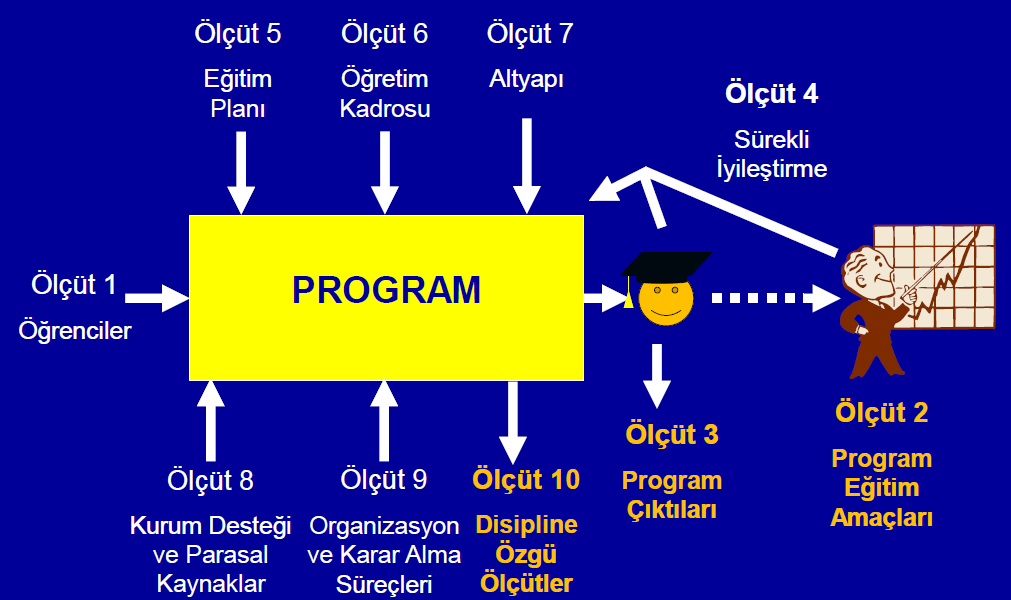 Ölçüt 5
Eğitim
Planı
Ölçüt 6
Öğretim
Kadrosu
Ölçüt 7
Altyapı
Ölçüt 4
Sürekli
İyileştirme
Ölçüt 1
Öğrenciler
PROGRAM
Ölçüt 8
Kurum Desteği
ve Parasal
Kaynaklar
Ölçüt 9
Organizasyon
ve Karar Alma
Süreçleri
Ölçüt 10
Disipline
Özgü
Ölçütler
Ölçüt 3
Program
Çıktıları
Ölçüt 2
Program
Eğitim
Amaçları